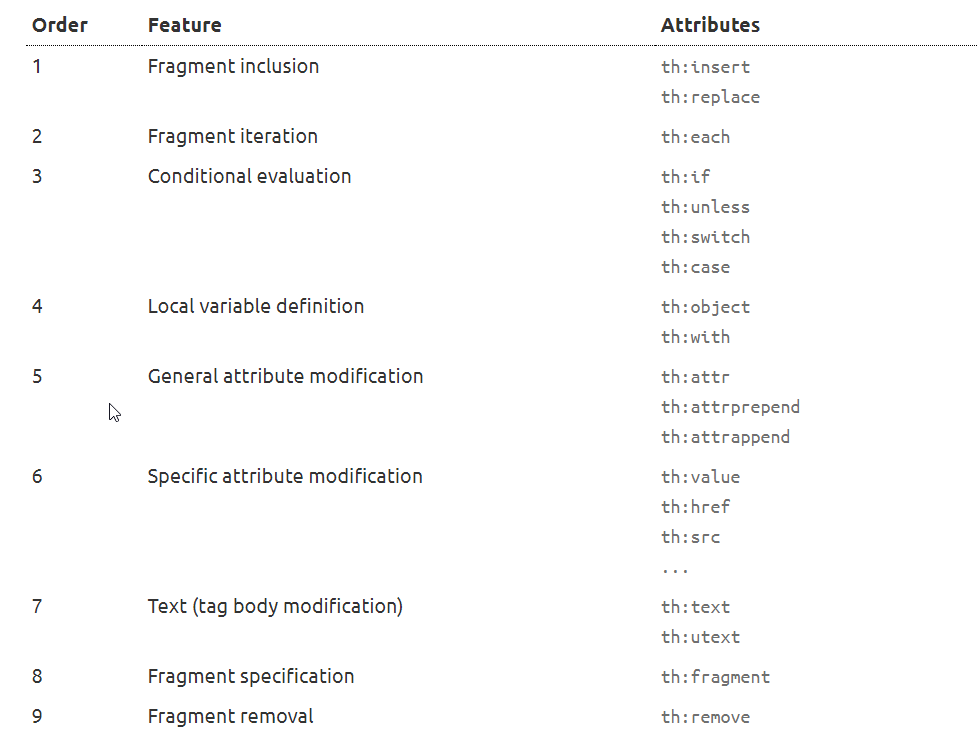 Order Feature Attributes
1 Fragment inclusion th:insert
th:replace
2 Fragment iteration th:each
3 Conditional evaluation th:if
th:unless
th:switch
th:case
4 Local variable definition th:object
th:with
5 General attribute modification th:attr
th:attrprepend
th:attrappend
6 Specific attribute modification th:value
th:href
th:src
...
7 Text (tag body modification) th:text
th:utext
8 Fragment specification th:fragment
9 Fragment removal th:remove